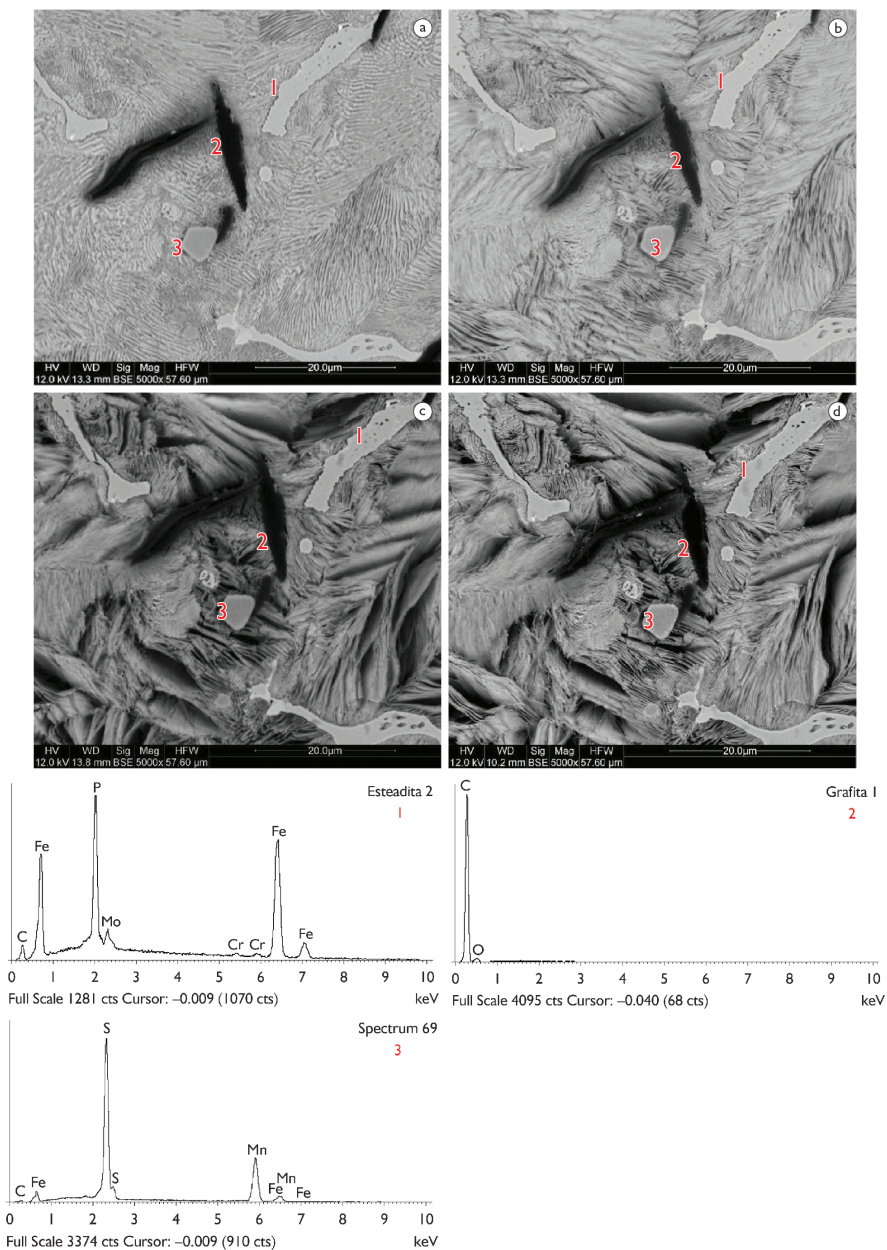 a
1
2
3
HV WD Sig Mag HFW 20.0µm
12.0 kV 13.3 mm BSE 5000x 57.60 µm
b
1
2
3
HV WD Sig Mag HFW 20.0µm
12.0 kV 13.3 mm BSE 5000x 57.60 µm
c
1
2
3
HV WD Sig Mag HFW 20.0µm
12.0 kV 13.8 mm BSE 5000x 57.60 µm
d
1
2
3
HV WD Sig Mag HFW 20.0µm
12.0 kV 10.2 mm BSE 5000x 57.60 µm
Esteadita 2
1
C Fe P Mo Cr Cr Fe Fe
0 1 2 3 4 5 6 7 8 9 10
Full Scale 1281 cts Cursor: −0.009 (1070 cts) keV
Grafita 1
2
C O
0 1 2 3 4 5 6 7 8 9 10
Full Scale 4095 cts Cursor: −0.040 (68 cts) keV
Spectrum 69
3
C Fe S S Mn Fe Mn Fe
0 1 2 3 4 5 6 7 8 9 10
Full Scale 3374 cts Cursor: −0.009 (910 cts) keV